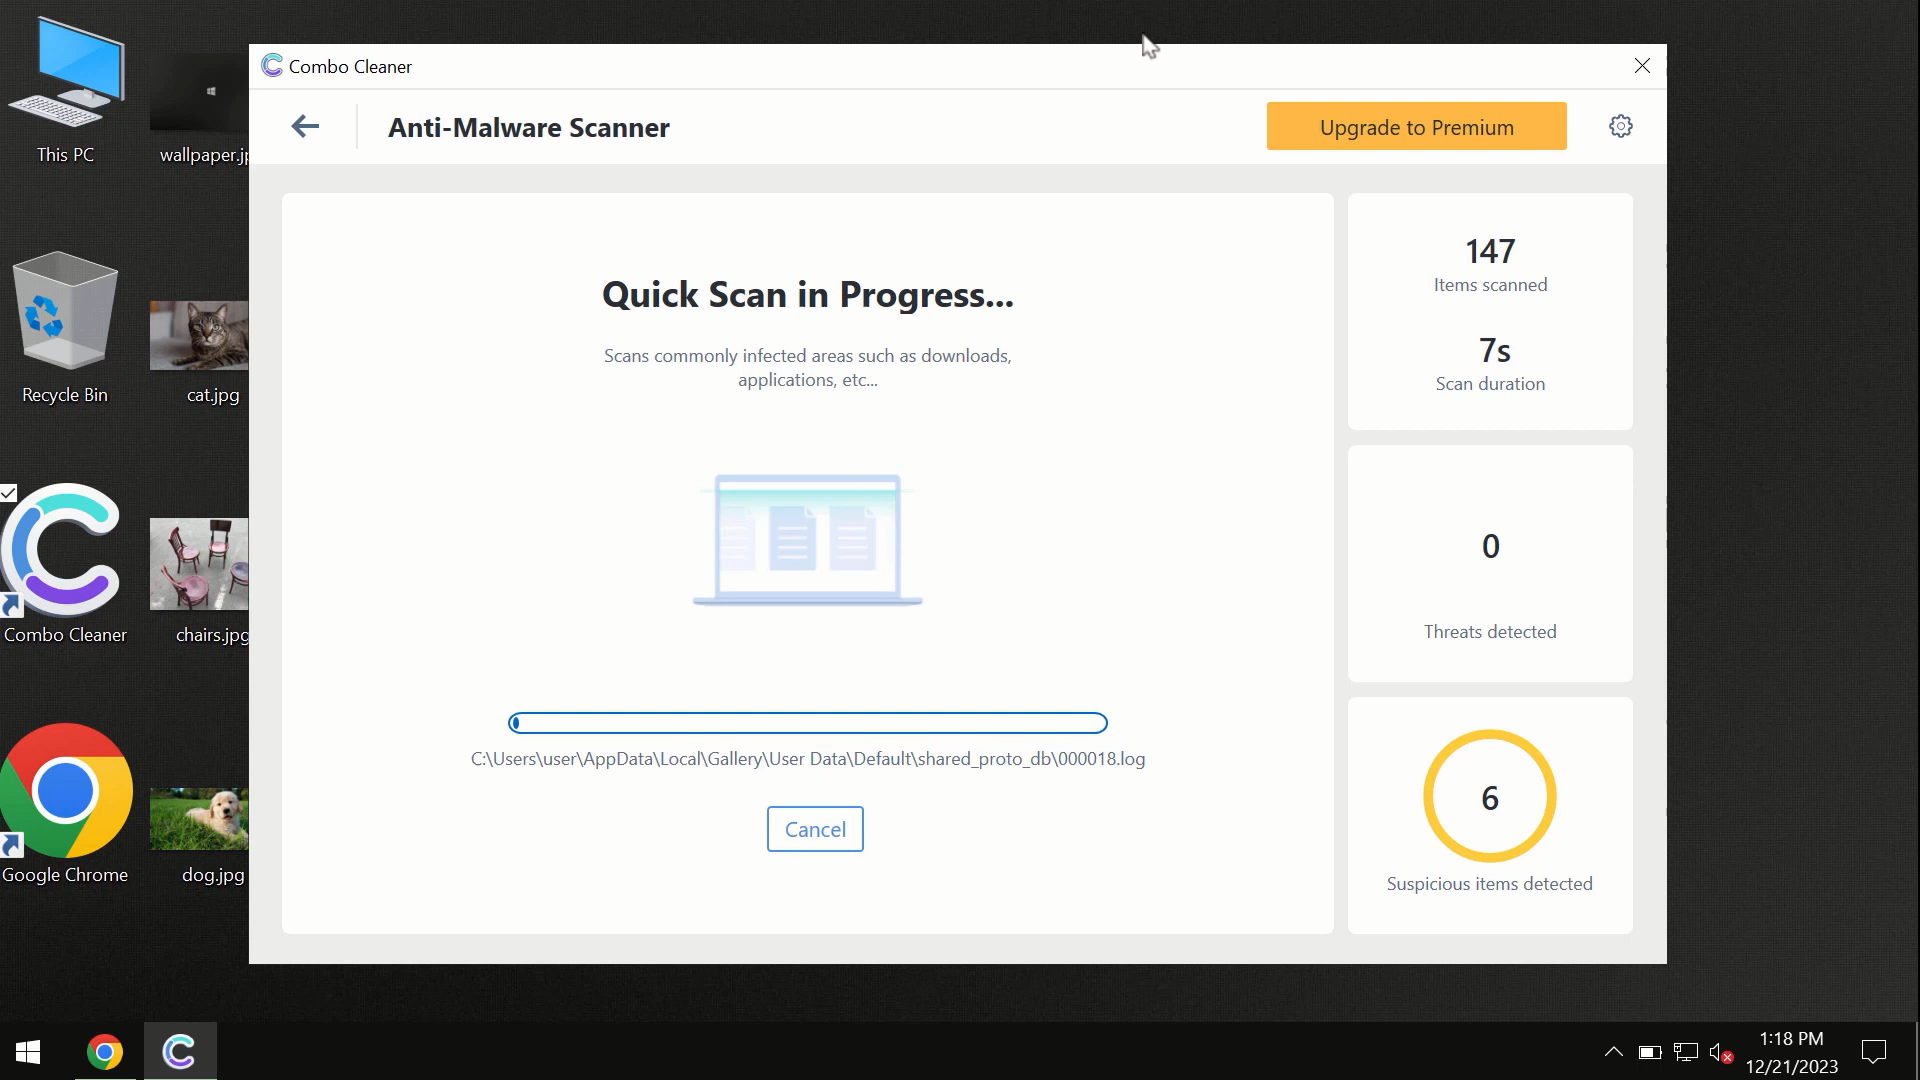 This PC
wallpaper.jp
Recycle Bin
cat.jpg
Combo Cleaner
chairs.jpg
Google Chrome
dog.jpg
Combo Cleaner
Anti-Malware Scanner
Upgrade to Premium
Quick Scan in Progress...
Scans commonly infected areas such as downloads,
applications, etc...
C:\Users\user\AppData\Local\Gallery\User Data\Default\shared_proto_db\000018.log
Cancel
147
Items scanned
7s
Scan duration
0
Threats detected
6
Suspicious items detected
1:18 PM
12/21/2023